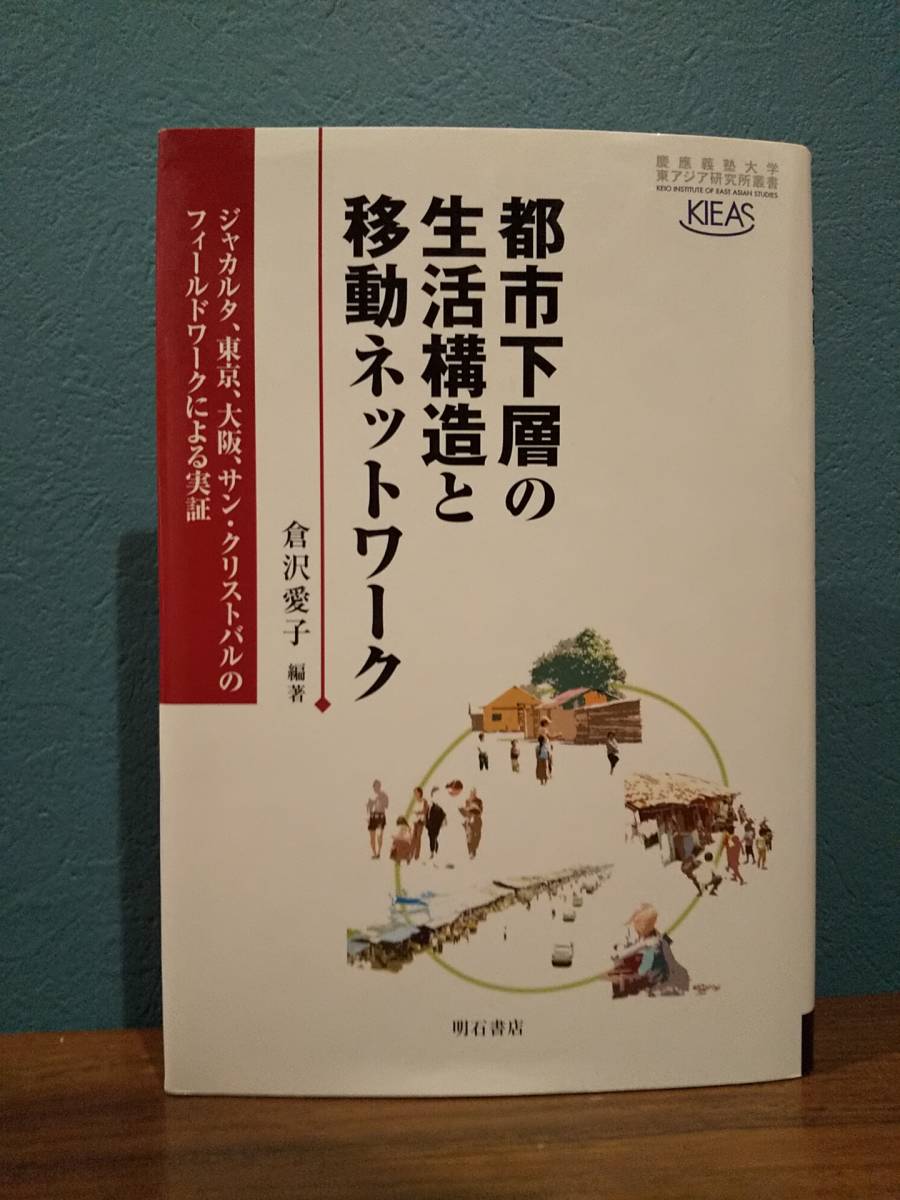 慶應義塾大学
東アジア研究所叢書
KEIO INSTITUTE OF EAST ASIAN STUDIES
KIEAS
都市下層の
生活構造と
移動ネットワーク
ジャカルタ、東京、大阪、サン・クリストバルの
フィールドワークによる実証
倉沢愛子 編著
明石書店